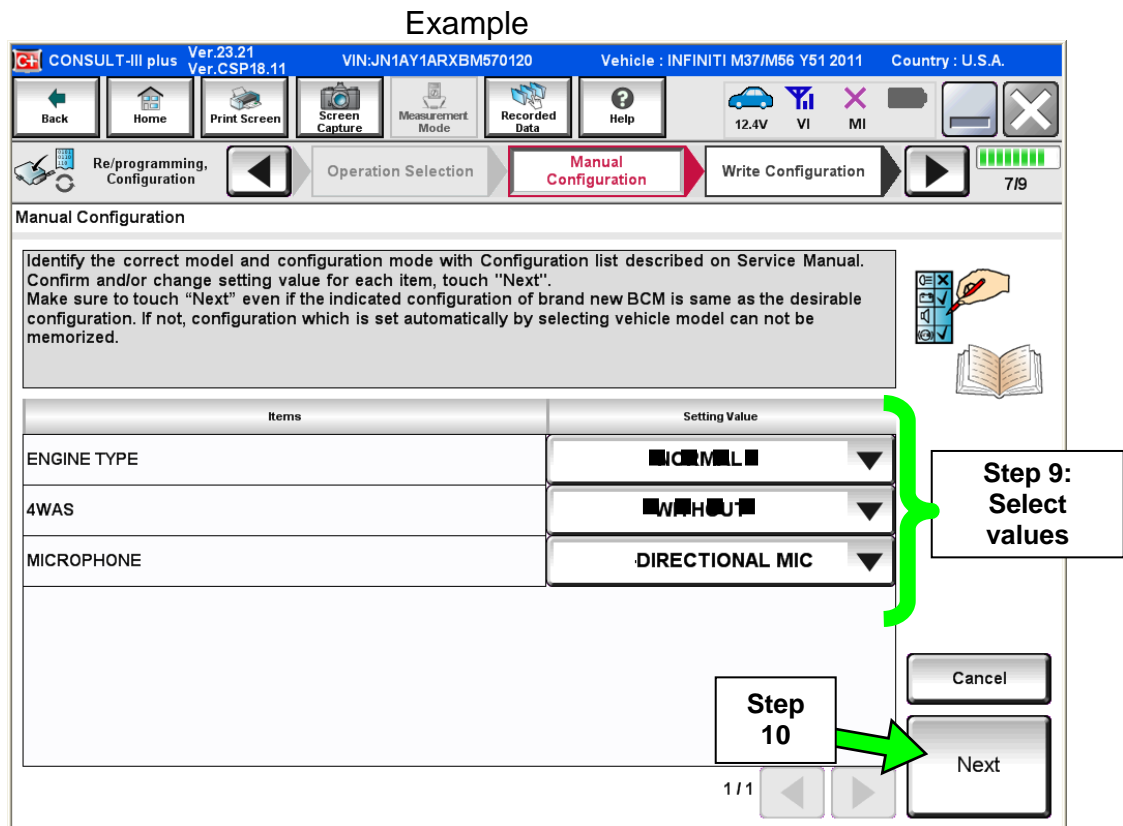 Example
CONSULT-III plus Ver.23.21 VIN:JN1AY1ARXBM570120 Vehicle : INFINITI M37/M56 Y51 2011 Country : U.S.A.
Ver.CSP18.11
Back Home Print Screen Screen Capture Measurement Mode Recorded Data Help 12.4V VI MI
Re/programming, Configuration Operation Selection Manual Configuration Write Configuration 7/9
Manual Configuration
Identify the correct model and configuration mode with Configuration list described on Service Manual.
Confirm and/or change setting value for each item, touch "Next".
Make sure to touch “Next” even if the indicated configuration of brand new BCM is same as the desirable
configuration. If not, configuration which is set automatically by selecting vehicle model can not be
memorized.
Items Setting Value
ENGINE TYPE
4WAS
MICROPHONE DIRECTIONAL MIC
Step 9:
Select
values
Cancel
Step
10
Next
1/1